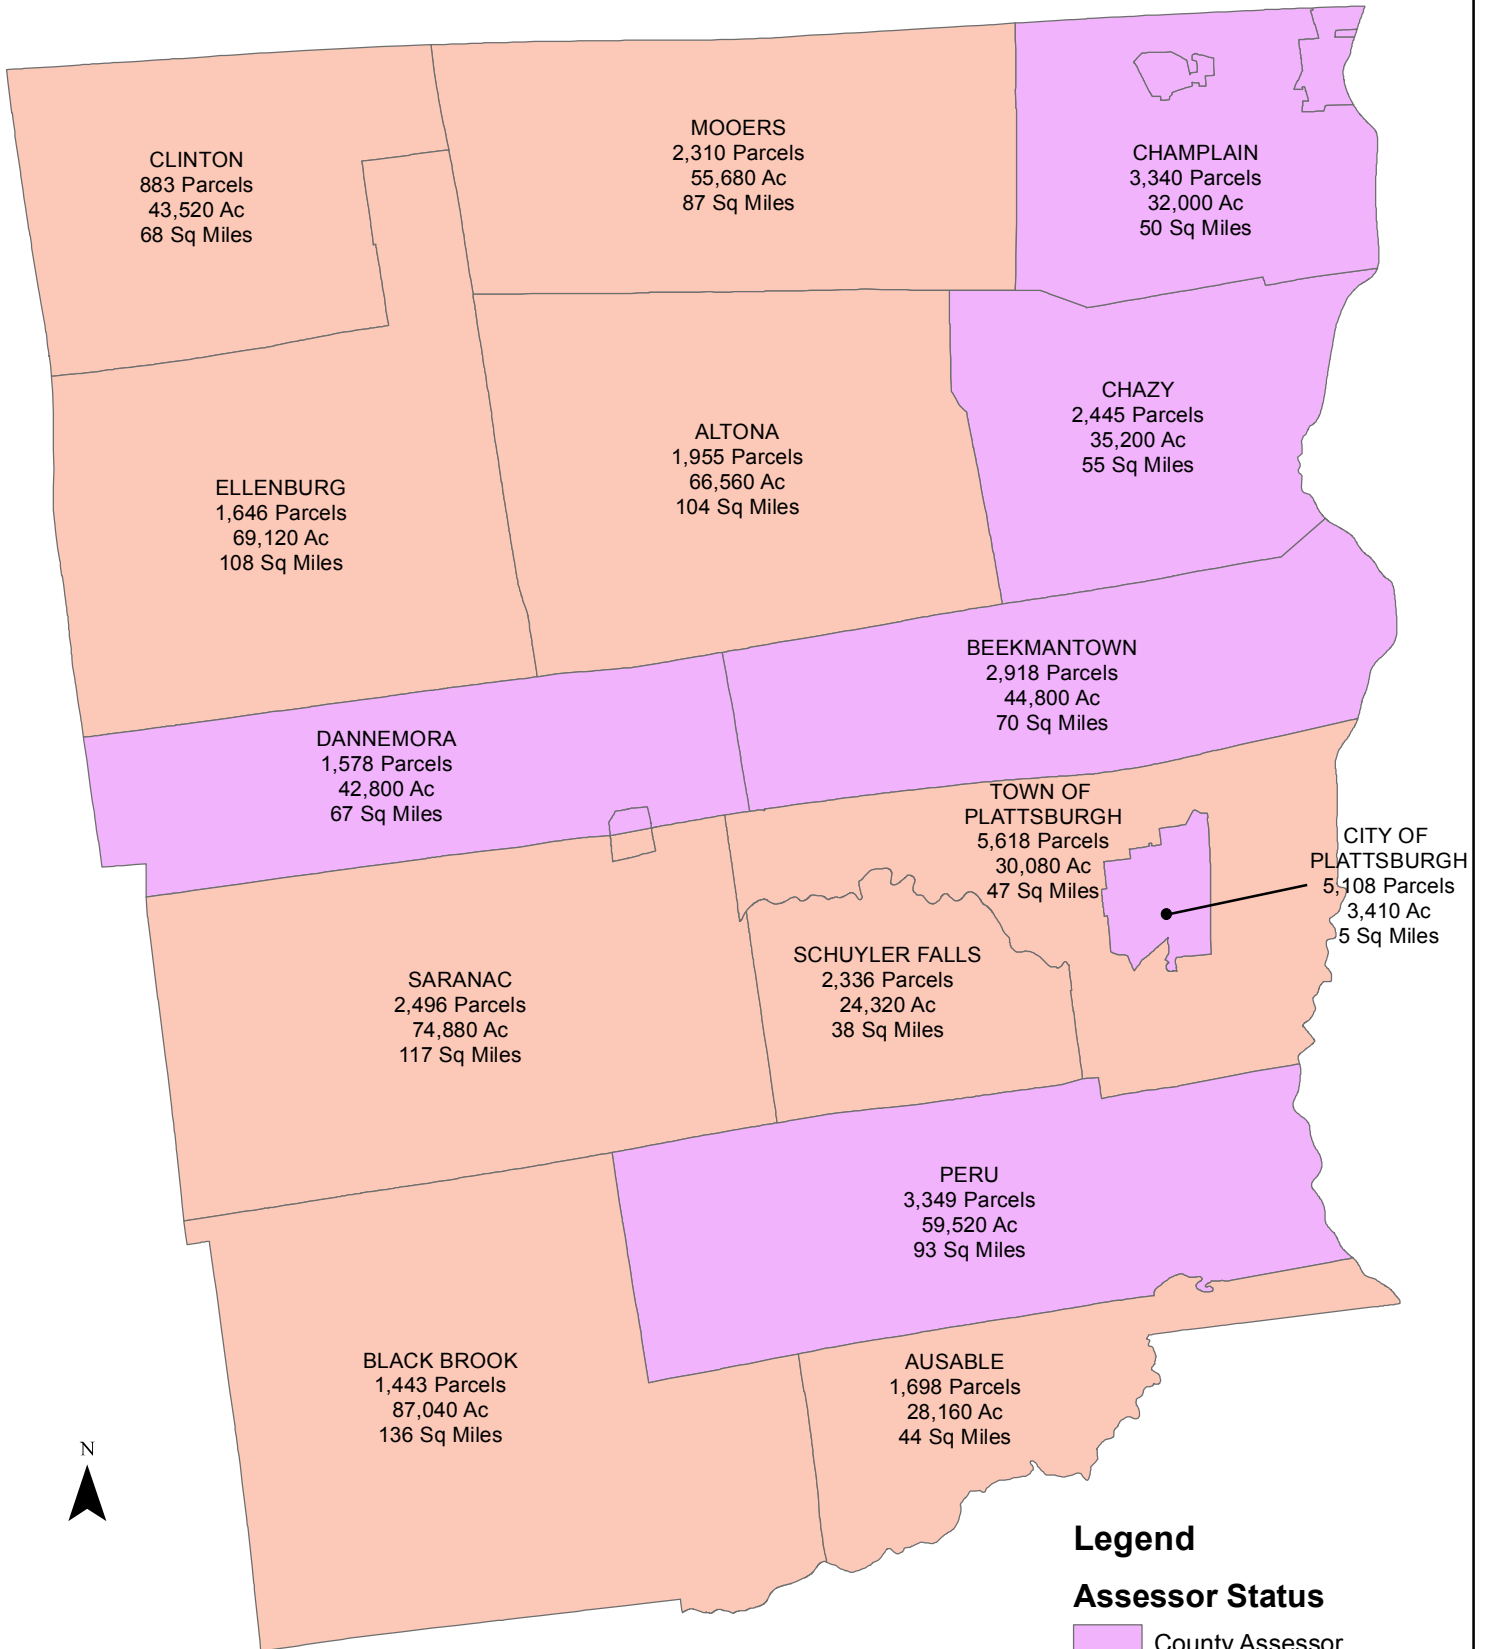 CLINTON
883 Parcels
43,520 Ac
68 Sq Miles
MOOERS
2,310 Parcels
55,680 Ac
87 Sq Miles
CHAMPLAIN
3,340 Parcels
32,000 Ac
50 Sq Miles
ELLENBURG
1,646 Parcels
69,120 Ac
108 Sq Miles
ALTONA
1,955 Parcels
66,560 Ac
104 Sq Miles
CHAZY
2,445 Parcels
35,200 Ac
55 Sq Miles
DANNEMORA
1,578 Parcels
42,800 Ac
67 Sq Miles
BEEKMANTOWN
2,918 Parcels
44,800 Ac
70 Sq Miles
TOWN OF
PLATTSBURGH
5,618 Parcels
30,080 Ac
47 Sq Miles
CITY OF
PLATTSBURGH
5,108 Parcels
3,410 Ac
5 Sq Miles
SARANAC
2,496 Parcels
74,880 Ac
117 Sq Miles
SCHUYLER FALLS
2,336 Parcels
24,320 Ac
38 Sq Miles
PERU
3,349 Parcels
59,520 Ac
93 Sq Miles
BLACK BROOK
1,443 Parcels
87,040 Ac
136 Sq Miles
AUSABLE
1,698 Parcels
28,160 Ac
44 Sq Miles
N
Legend
Assessor Status
County Assessor